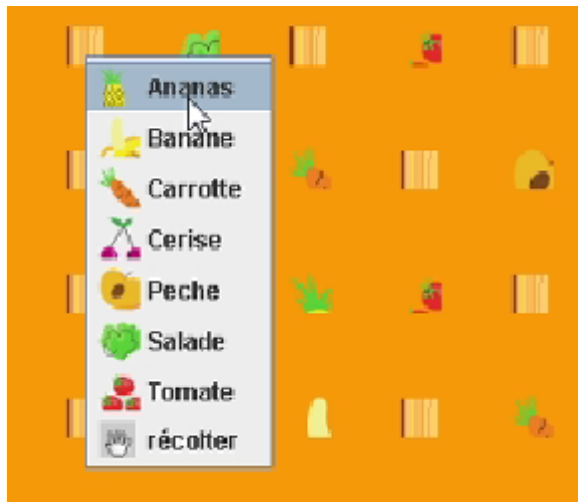 Ananas
Banane
Carrotte
Cerise
Peche
Salade
Tomate
récolter